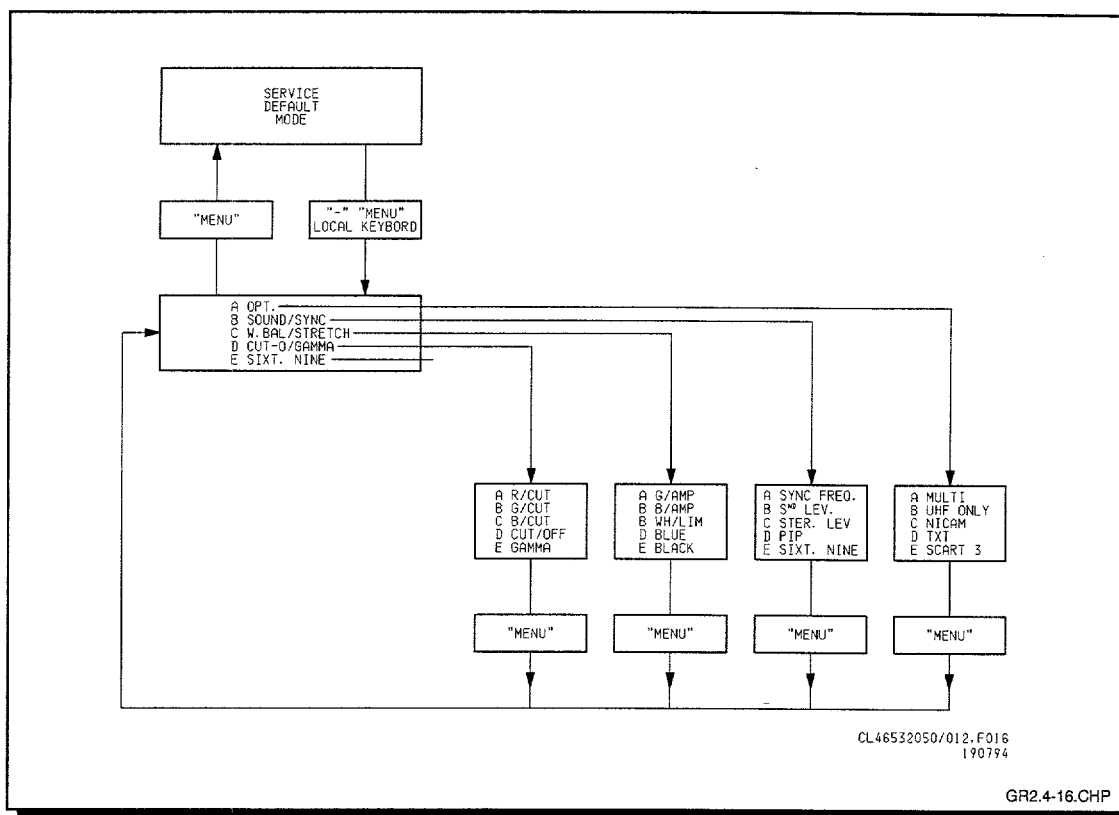 SERVICE
DEFAULT
MODE
"MENU"
"-" "MENU"
LOCAL KEYBORD
A OPT.
B SOUND/SYNC
C W.BAL/STRETCH
D CUT-O/GAMMA
E SIXT. NINE
A R/CUT
B G/CUT
C B/CUT
D CUT/OFF
E GAMMA
A G/AMP
B B/AMP
B WH/LIM
D BLUE
E BLACK
A SYNC FREQ.
B SND LEV.
C STER. LEV
D PIP
E SIXT. NINE
A MULTI
B UHF ONLY
C NICAM
D TXT
E SCART 3
"MENU"
"MENU"
"MENU"
"MENU"
CL46532050/012.F016
190794
GR2.4-16.CHP